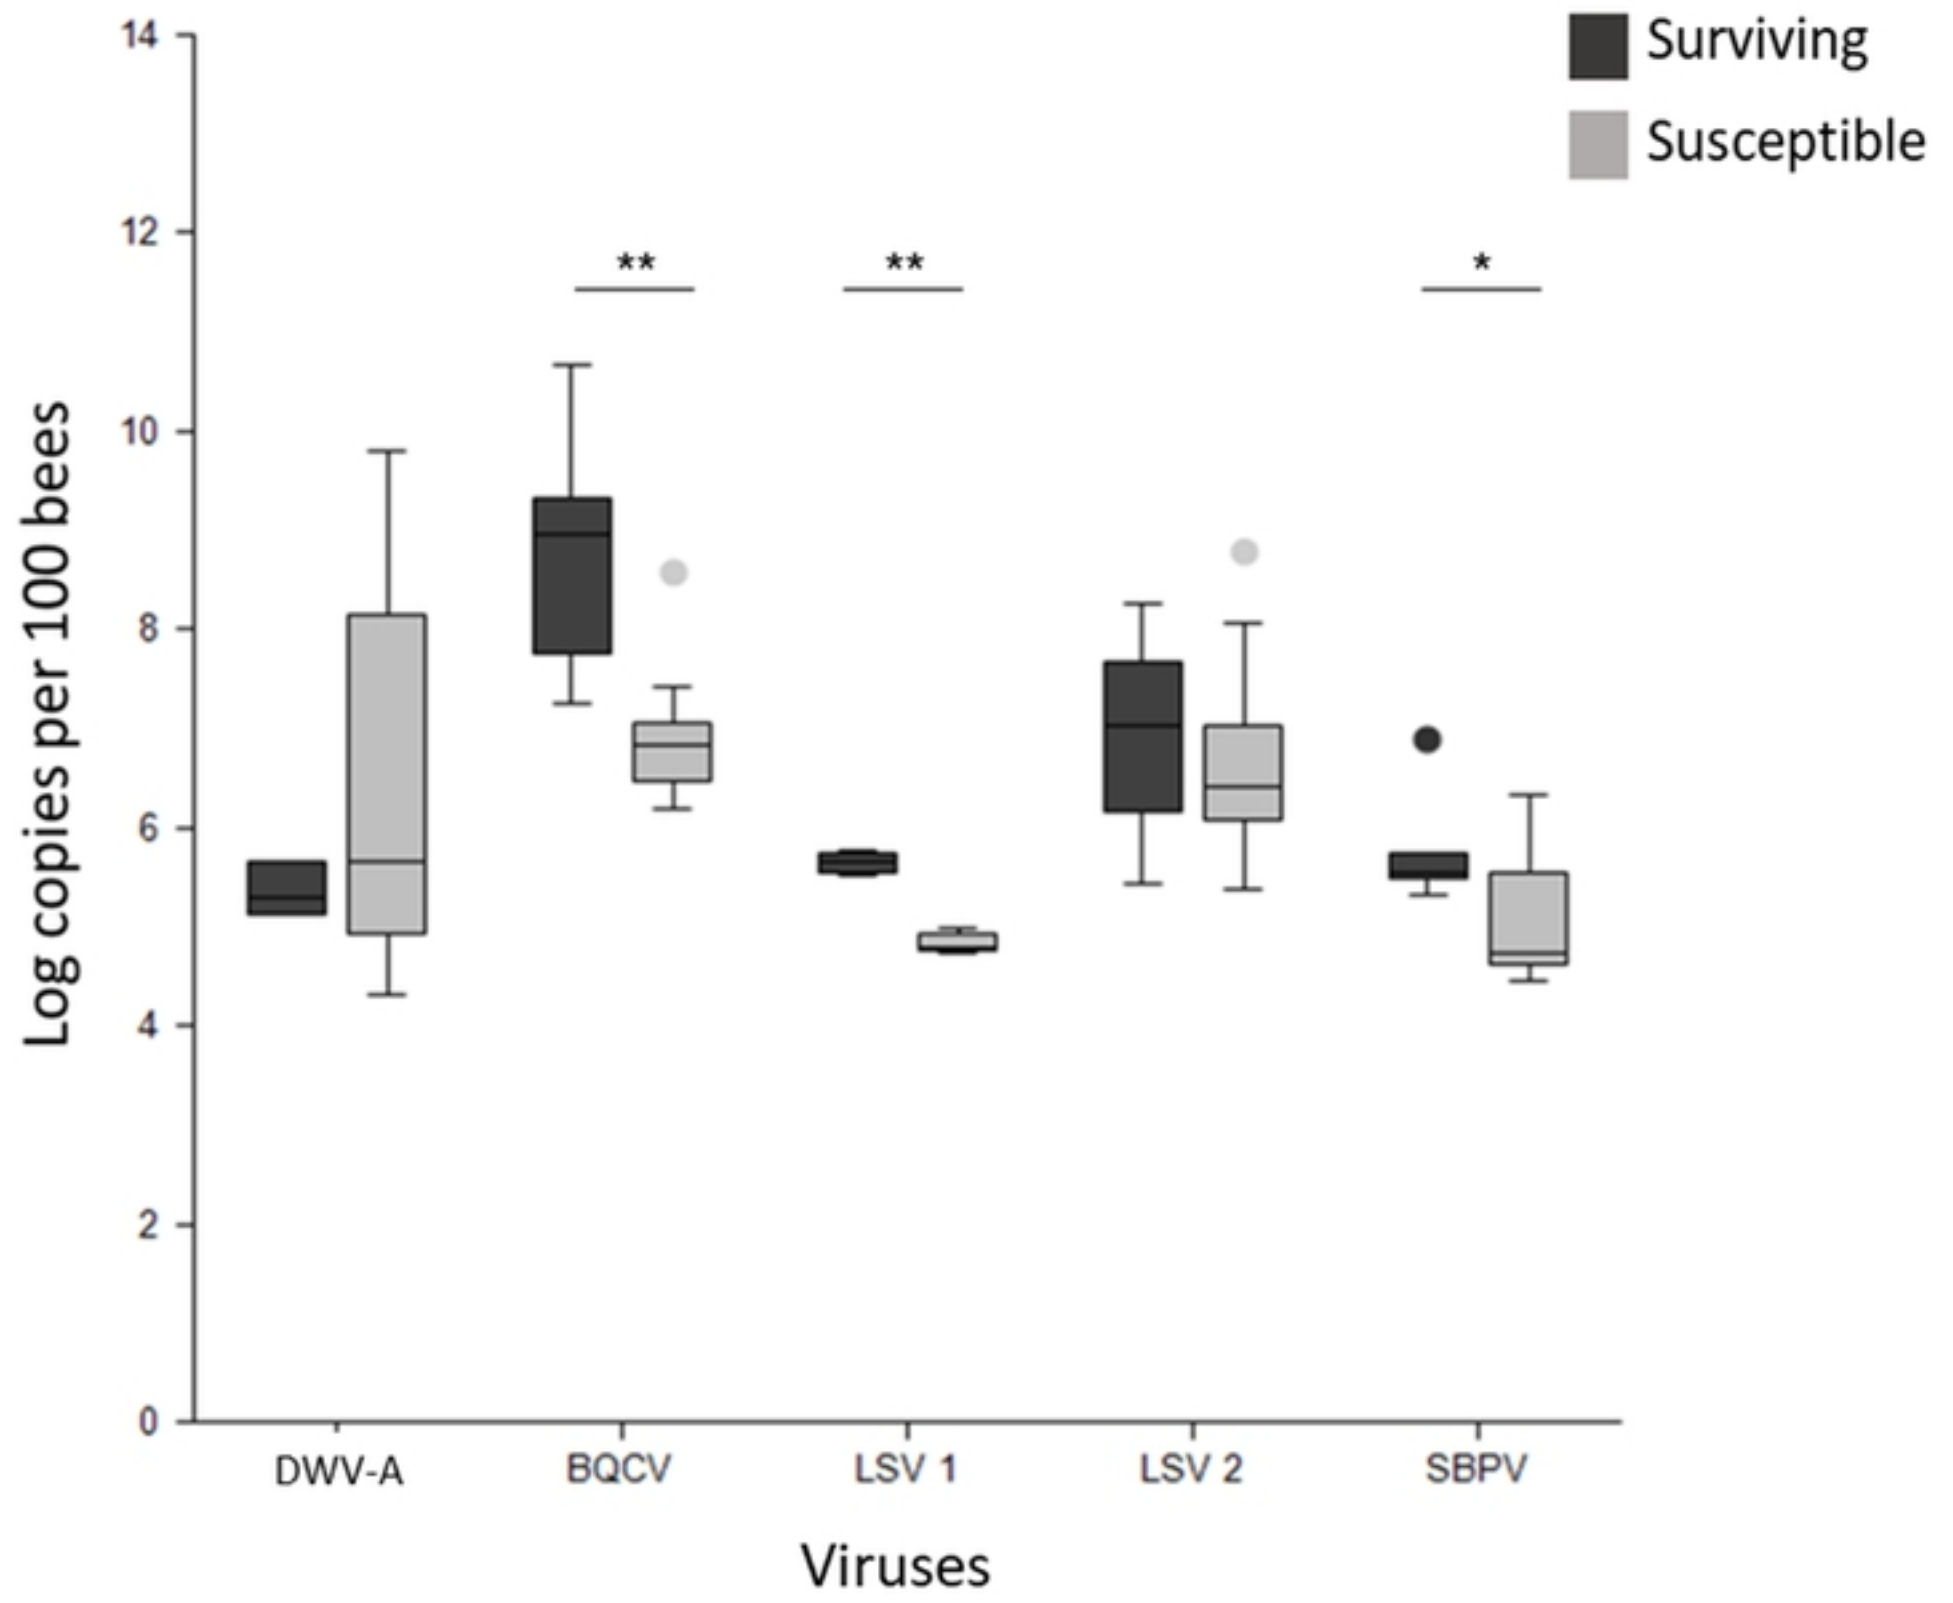 Surviving
Susceptible
14
12
10
8
6
4
2
0
** ** *
Log copies per 100 bees
DWV-A BQCV LSV 1 LSV 2 SBPV
Viruses